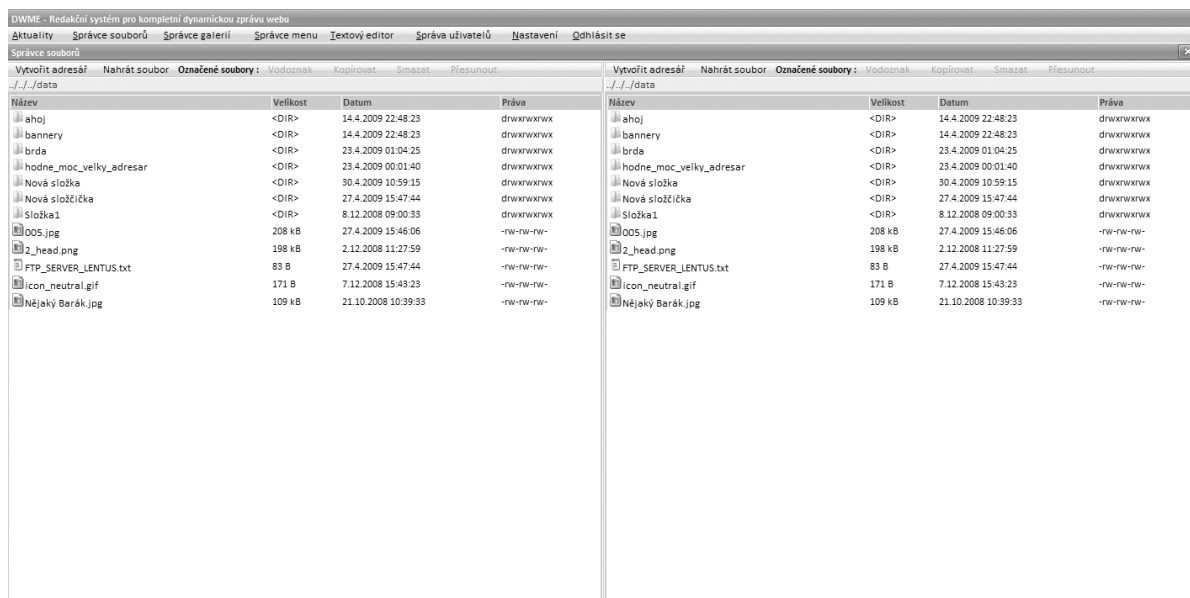 DWME - Redakční systém pro kompletní dynamickou zprávu webu
Aktuality Správce souborů Správce galerií Správce menu Textový editor Správa uživatelů Nastavení Odhlásit se
Správce souborů
Vytvořit adresář Nahrát soubor Označené soubory : Vodoznak Kopírovat Smazat Přesunout Vytvořit adresář Nahrát soubor Označené soubory : Vodoznak Kopírovat Smazat Přesunout
../../../data ../../../data
Název Velikost Datum Práva Název Velikost Datum Práva
ahoj <DIR> 14.4.2009 22:48:23 drwxrwxrwx ahoj <DIR> 14.4.2009 22:48:23 drwxrwxrwx
bannery <DIR> 14.4.2009 22:48:23 drwxrwxrwx bannery <DIR> 14.4.2009 22:48:23 drwxrwxrwx
brda <DIR> 23.4.2009 01:04:25 drwxrwxrwx brda <DIR> 23.4.2009 01:04:25 drwxrwxrwx
hodne_moc_velky_adresar <DIR> 23.4.2009 00:01:40 drwxrwxrwx hodne_moc_velky_adresar <DIR> 23.4.2009 00:01:40 drwxrwxrwx
Nová složka <DIR> 30.4.2009 10:59:15 drwxrwxrwx Nová složka <DIR> 30.4.2009 10:59:15 drwxrwxrwx
Nová složčička <DIR> 27.4.2009 15:47:44 drwxrwxrwx Nová složčička <DIR> 27.4.2009 15:47:44 drwxrwxrwx
Složka1 <DIR> 8.12.2008 09:00:33 drwxrwxrwx Složka1 <DIR> 8.12.2008 09:00:33 drwxrwxrwx
005.jpg 208 kB 27.4.2009 15:46:06 -rw-rw-rw- 005.jpg 208 kB 27.4.2009 15:46:06 -rw-rw-rw-
2_head.png 198 kB 2.12.2008 11:27:59 -rw-rw-rw- 2_head.png 198 kB 2.12.2008 11:27:59 -rw-rw-rw-
FTP_SERVER_LENTUS.txt 83 B 27.4.2009 15:47:44 -rw-rw-rw- FTP_SERVER_LENTUS.txt 83 B 27.4.2009 15:47:44 -rw-rw-rw-
icon_neutral.gif 171 B 7.12.2008 15:43:23 -rw-rw-rw- icon_neutral.gif 171 B 7.12.2008 15:43:23 -rw-rw-rw-
Nějaký Barák.jpg 109 kB 21.10.2008 10:39:33 -rw-rw-rw- Nějaký Barák.jpg 109 kB 21.10.2008 10:39:33 -rw-rw-rw-